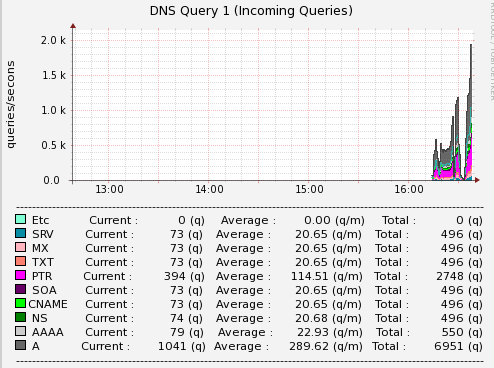 DNS Query 1 (Incoming Queries)
queries/secons
2.0 k
1.5 k
1.0 k
0.5 k
0.0
13:00 14:00 15:00 16:00
Etc Current : 0 (q) Average : 0.00 (q/m) Total : 0 (q)
SRV Current : 73 (q) Average : 20.65 (q/m) Total : 496 (q)
MX Current : 73 (q) Average : 20.65 (q/m) Total : 496 (q)
TXT Current : 73 (q) Average : 20.65 (q/m) Total : 496 (q)
PTR Current : 394 (q) Average : 114.51 (q/m) Total : 2748 (q)
SOA Current : 73 (q) Average : 20.65 (q/m) Total : 496 (q)
CNAME Current : 73 (q) Average : 20.65 (q/m) Total : 496 (q)
NS Current : 74 (q) Average : 20.68 (q/m) Total : 496 (q)
AAAA Current : 79 (q) Average : 22.93 (q/m) Total : 550 (q)
A Current : 1041 (q) Average : 289.62 (q/m) Total : 6951 (q)